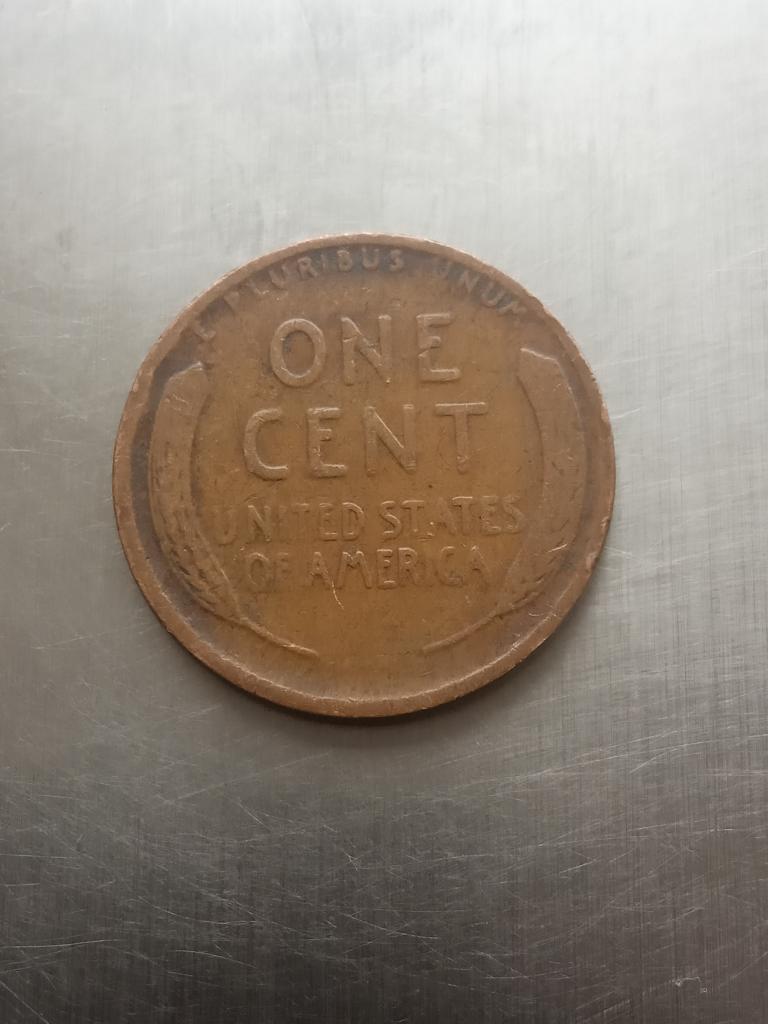 E PLURIBUS UNUM
ONE
CENT
UNITED STATES
OF AMERICA